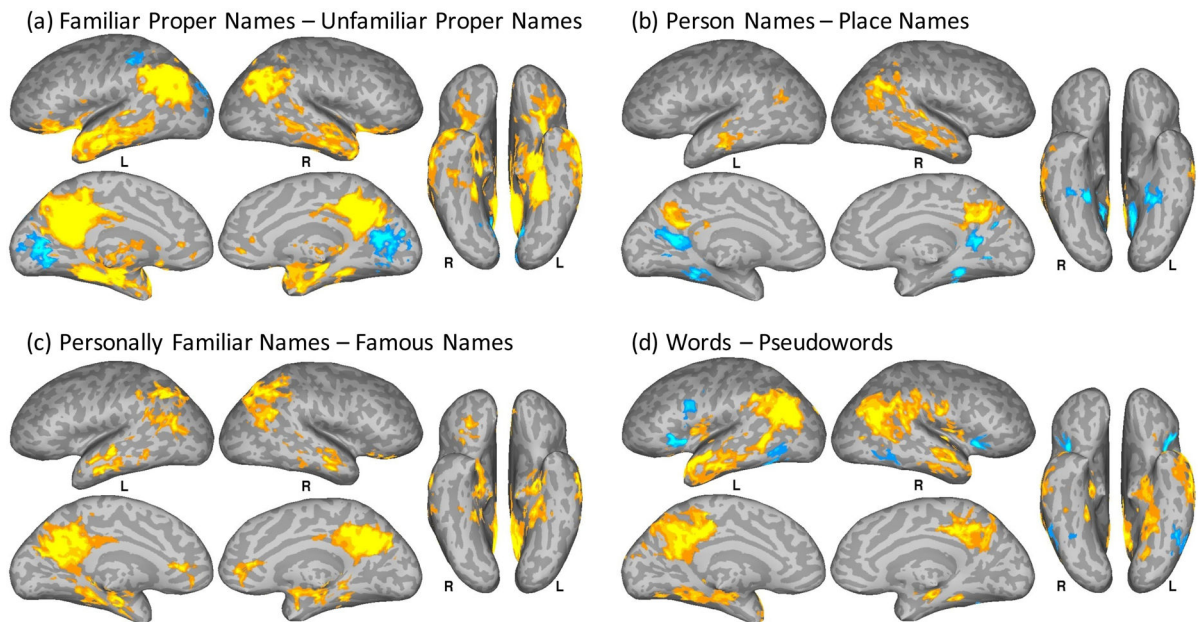 (a) Familiar Proper Names – Unfamiliar Proper Names
L
R
R
L
(b) Person Names – Place Names
L
R
R
L
(c) Personally Familiar Names – Famous Names
L
R
R
L
(d) Words – Pseudowords
L
R
R
L